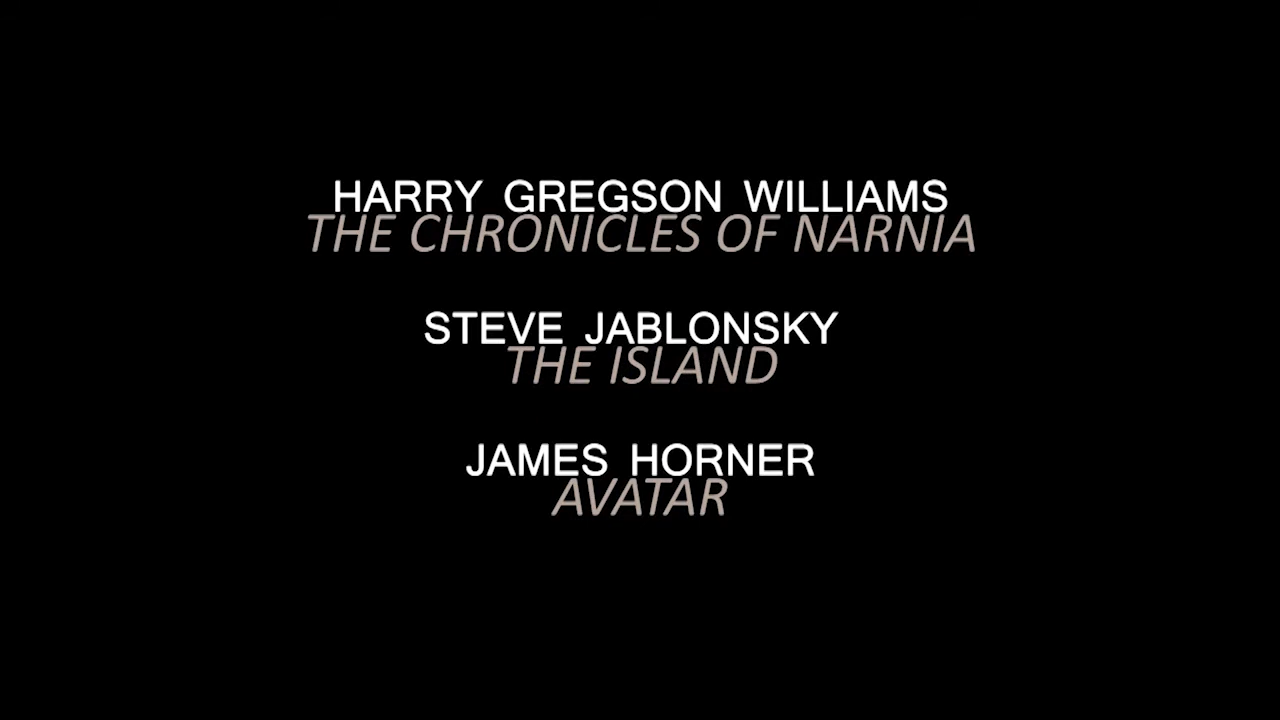 HARRY GREGSON WILLIAMS
THE CHRONICLES OF NARNIA
STEVE JABLONSKY
THE ISLAND
JAMES HORNER
AVATAR